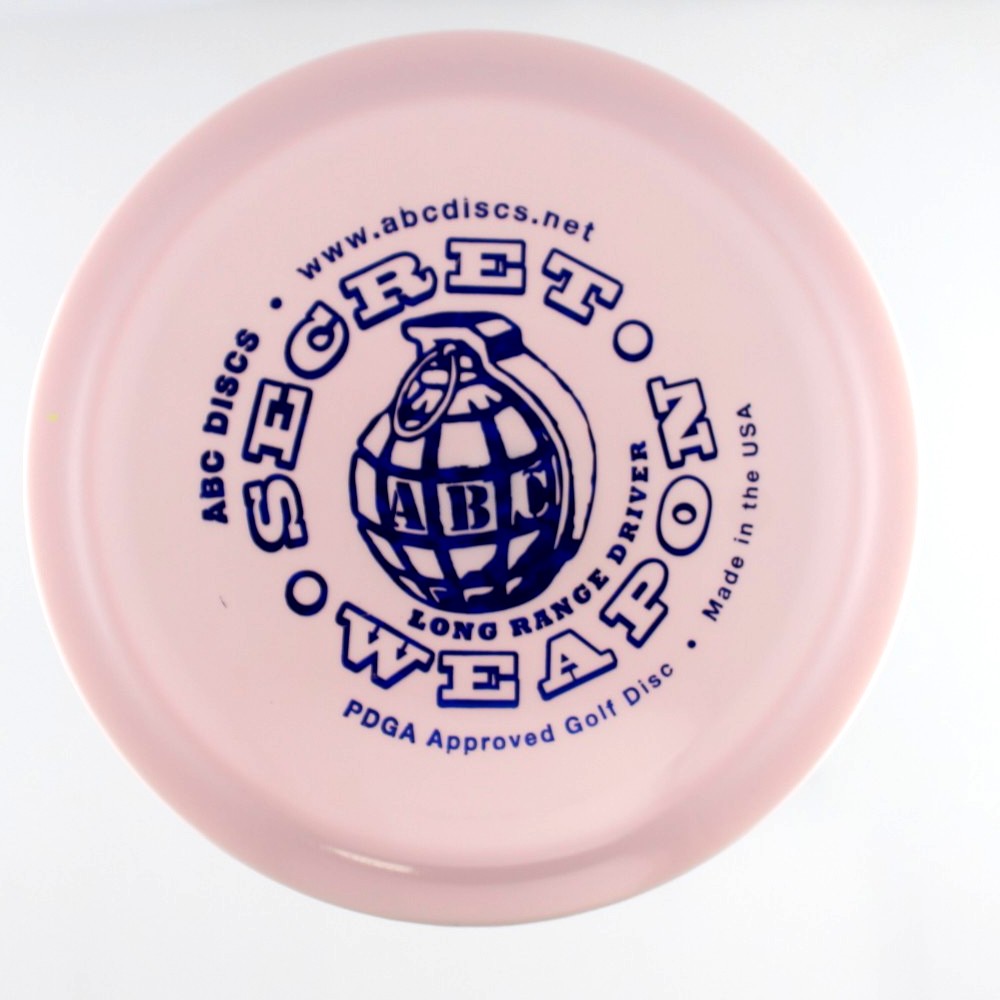 ABC DISCS • www.abcdiscs.net
SECRET
ABC
LONG RANGE DRIVER
WEAPON
PDGA Approved Golf Disc • Made in the USA